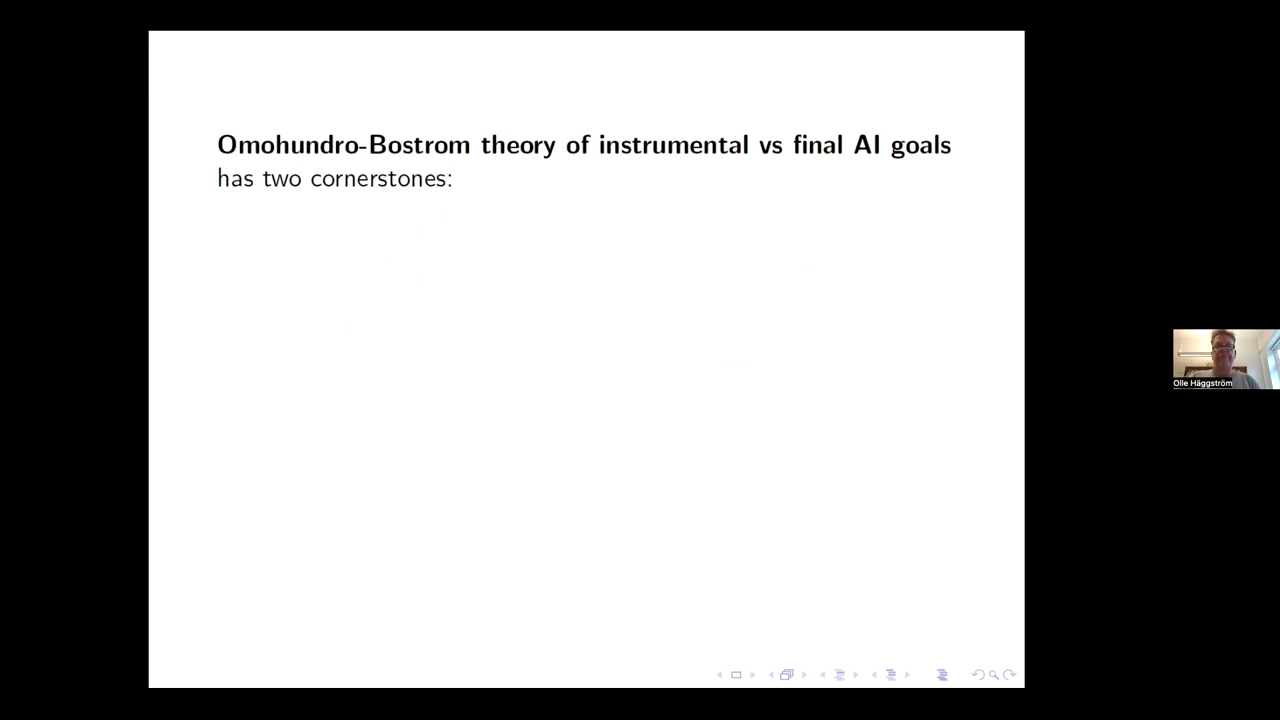 Omohundro-Bostrom theory of instrumental vs final AI goals
has two cornerstones:
Olle Häggström